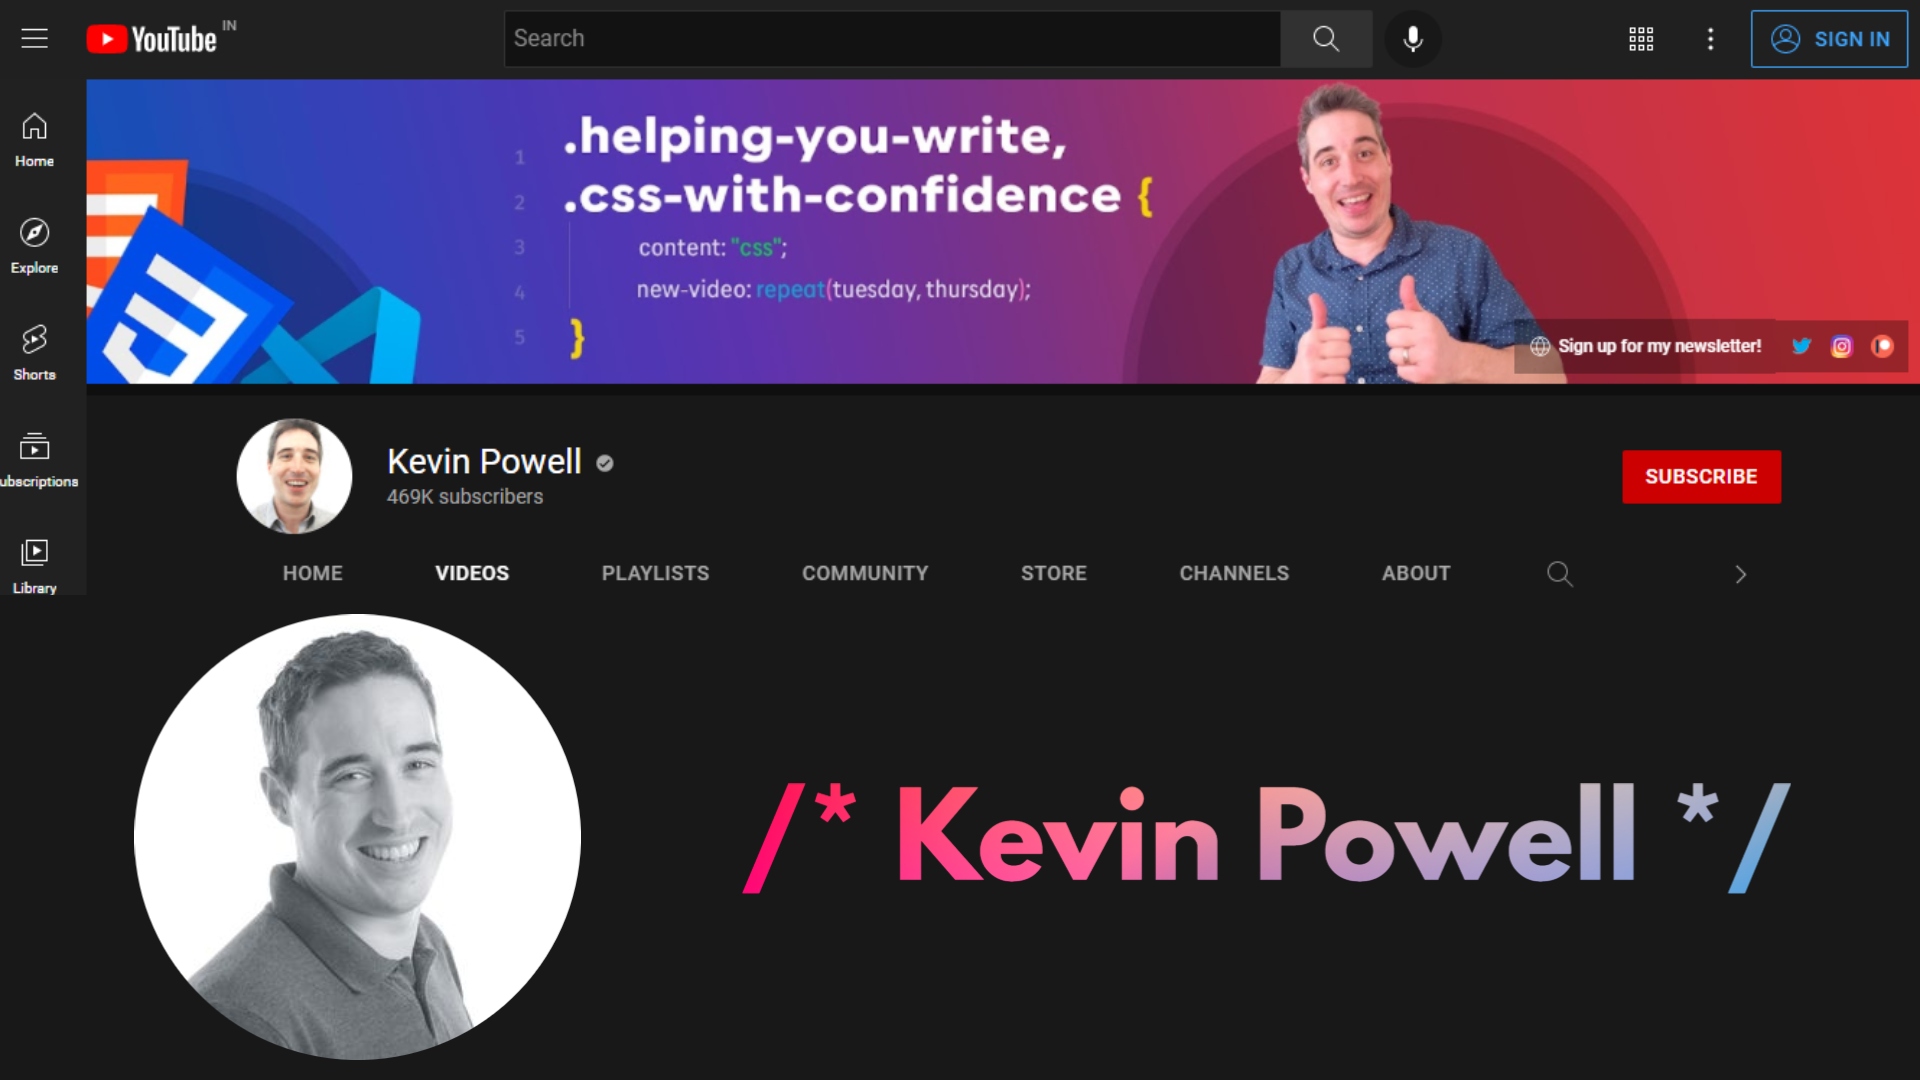 YouTube IN
Search
SIGN IN
Home
Explore
Shorts
ubscriptions
Library
1
2
3
4
5
.helping-you-write,
.css-with-confidence {
content: "css";
new-video: repeat(tuesday, thursday);
}
Sign up for my newsletter!
Kevin Powell
469K subscribers
SUBSCRIBE
HOME VIDEOS PLAYLISTS COMMUNITY STORE CHANNELS ABOUT
/* Kevin Powell */